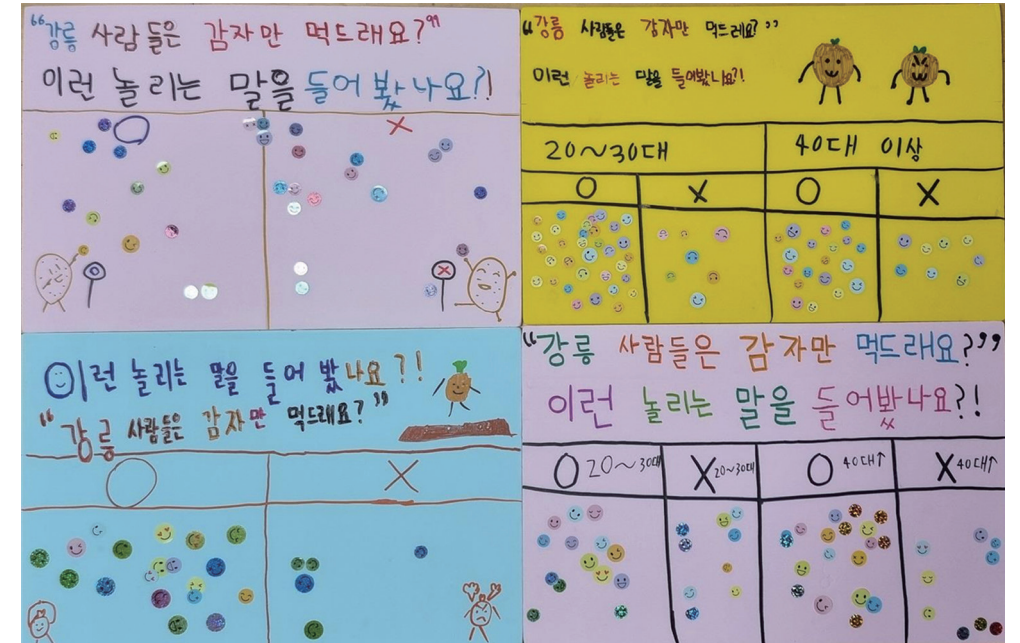 “강릉 사람들은 감자만 먹드래요?”
이런 놀리는 말을 들어 봤나요?!
O X
“강릉 사람들은 감자만 먹드래요?”
이런 놀리는 말을 들어봤나요?!
20~30대 40대 이상
O X O X
이런 놀리는 말을 들어 봤나요?!
“강릉 사람들은 감자만 먹드래요?”
O X
“강릉 사람들은 감자만 먹드래요?”
이런 놀리는 말을 들어봤나요?!
O 20~30대 X 20~30대 O 40대↑ X 40대↑